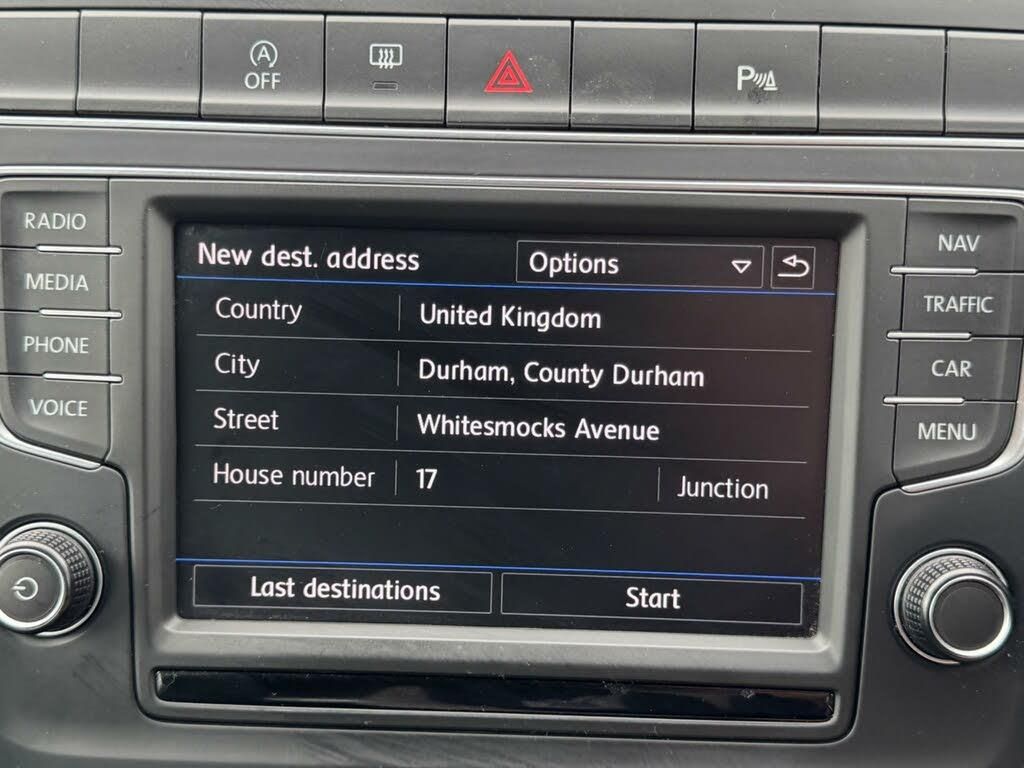 A
OFF
P
RADIO
MEDIA
PHONE
VOICE
New dest. address
Options
Country
United Kingdom
City
Durham, County Durham
Street
Whitesmocks Avenue
House number
17
Junction
Last destinations
Start
NAV
TRAFFIC
CAR
MENU